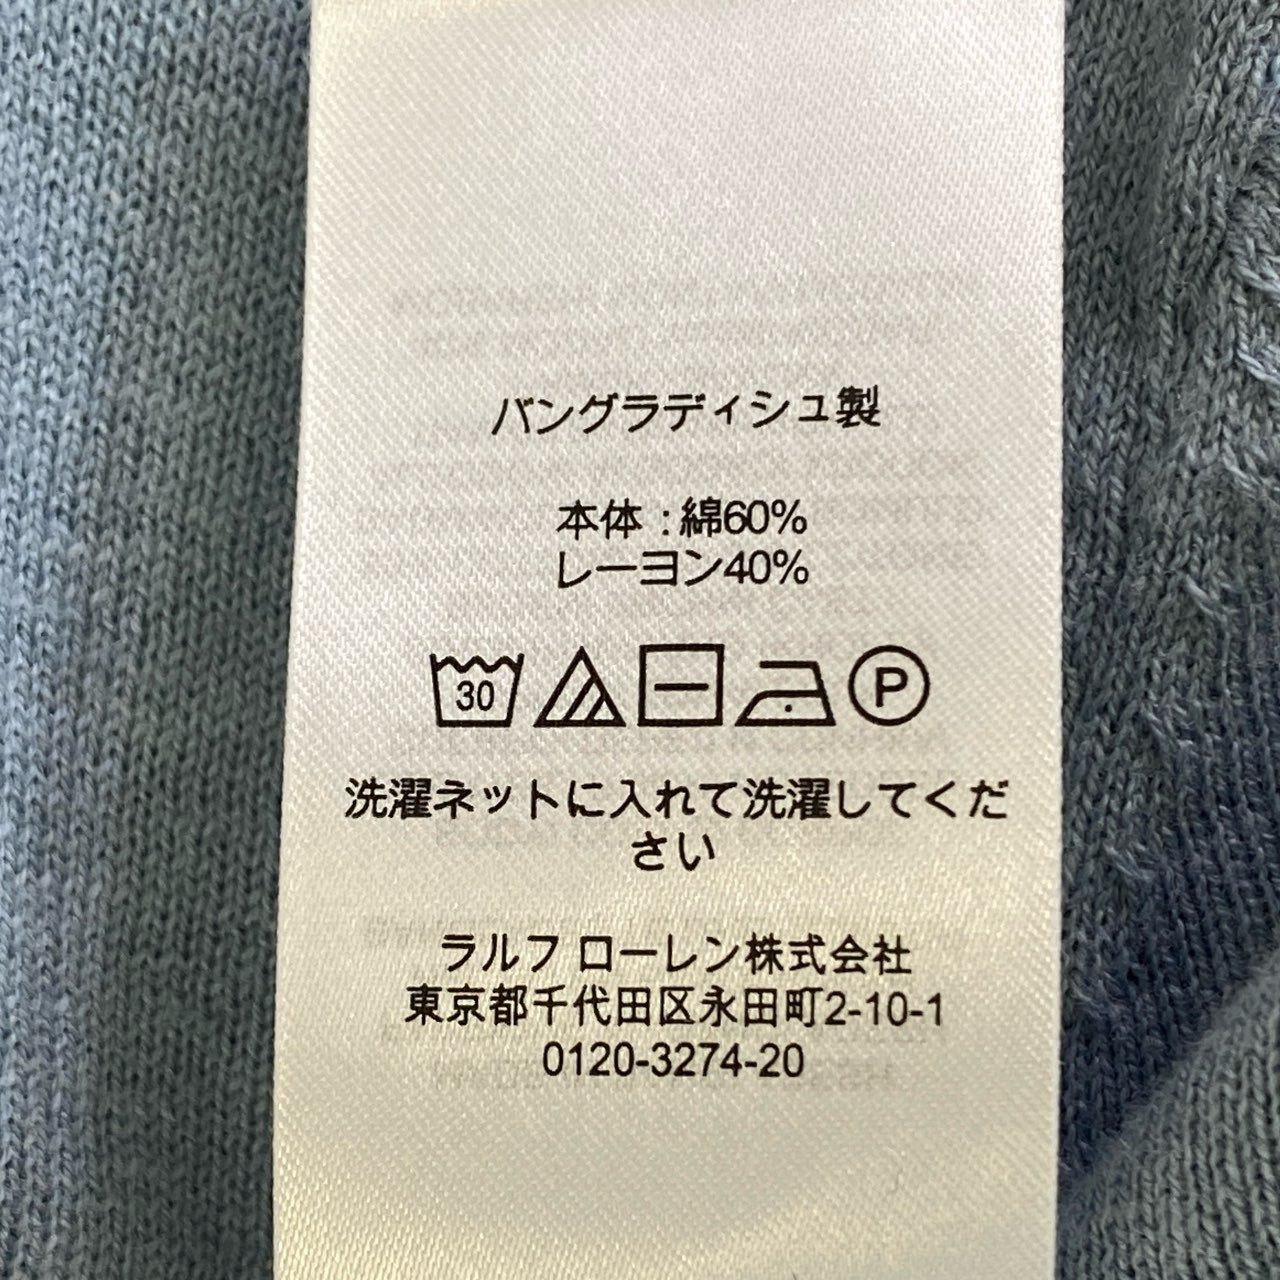 バングラディシュ製
本体 : 綿60%
レーヨン40%
30
P
洗濯ネットに入れて洗濯してくだ
さい
ラルフ ローレン株式会社
東京都千代田区永田町2-10-1
0120-3274-20